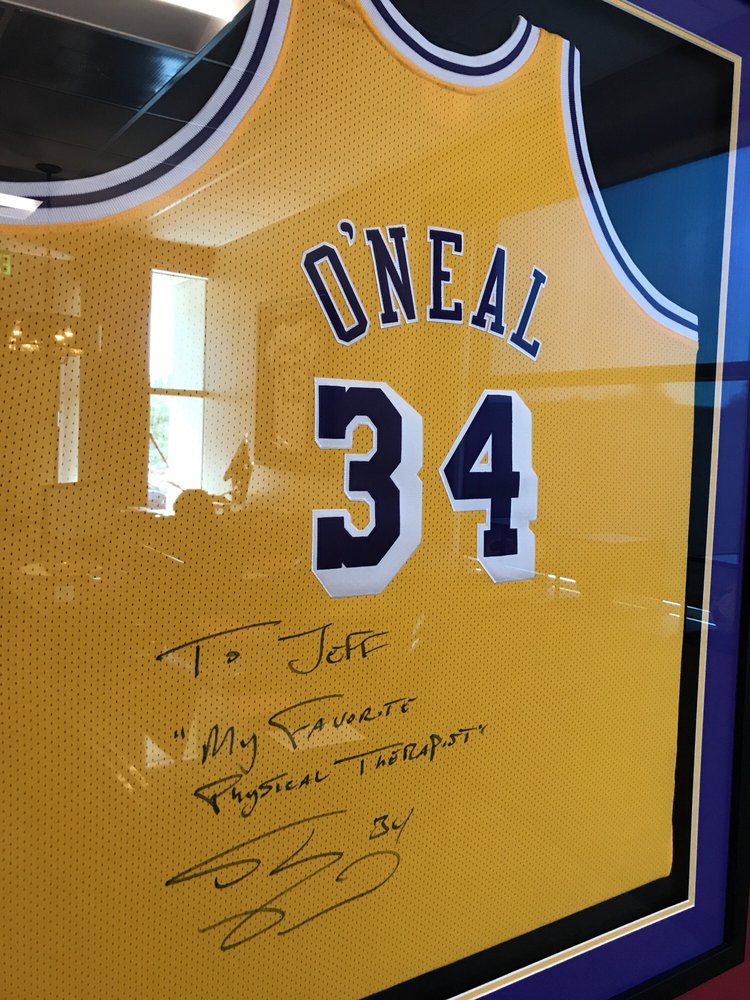 O'NEAL
34
To JEFF
"My FAVORITE
PHYSICAL THERAPIST"
34